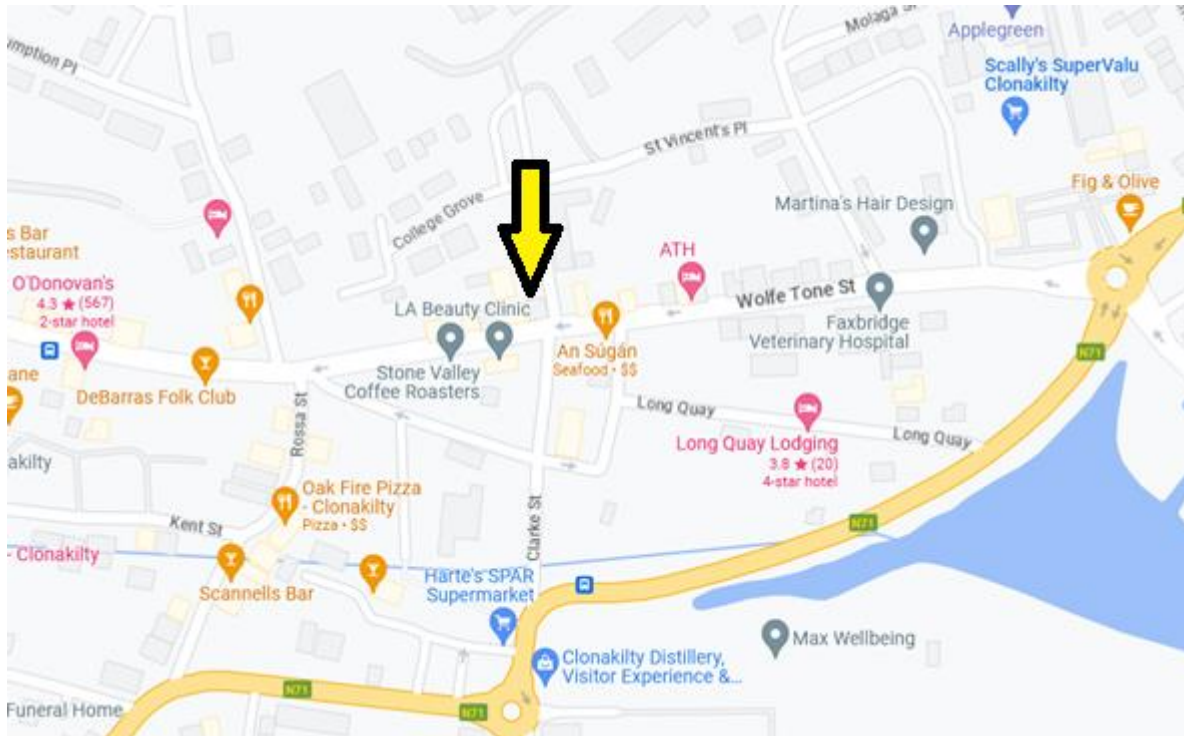 Molaga S
Applegreen
umption Pl
Scally's SuperValu
Clonakilty
St Vincent's Pl
Fig & Olive
College Grove
Martina's Hair Design
s Bar
estaurant
ATH
O'Donovan's
4.3 ★ (567)
2-star hotel
Wolfe Tone St
LA Beauty Clinic
Faxbridge
Veterinary Hospital
An Súgán
Seafood · $$
N71
Stone Valley
Coffee Roasters
ane
DeBarras Folk Club
Long Quay
Long Quay
Rossa St
Long Quay Lodging
3.8 ★ (20)
4-star hotel
akilty
Oak Fire Pizza
- Clonakilty
Pizza · $$
Kent St
N71
Clarke St
- Clonakilty
Scannells Bar
Harte's SPAR
Supermarket
Max Wellbeing
Clonakilty Distillery,
Visitor Experience &...
N71
Funeral Home
N71